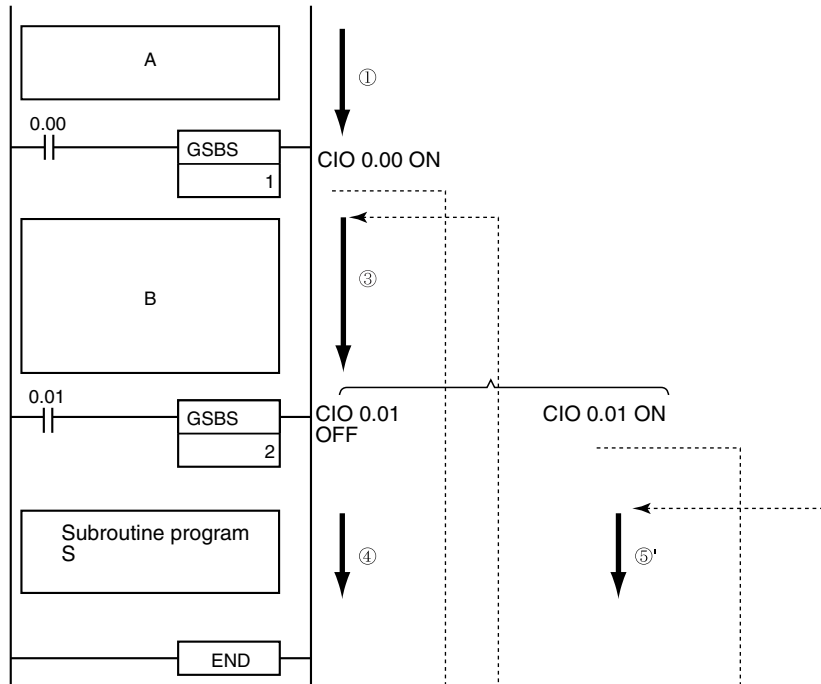 A
①
0.00
GSBS
1
CIO 0.00 ON
B
③
0.01
GSBS
2
CIO 0.01
OFF
CIO 0.01 ON
Subroutine program
S
④
⑤'
END